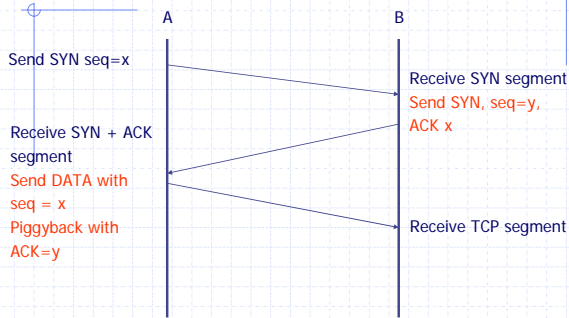 A
B
Send SYN seq=x
Receive SYN segment
Send SYN, seq=y,
ACK x
Receive SYN + ACK
segment
Send DATA with
seq = x
Piggyback with
ACK=y
Receive TCP segment